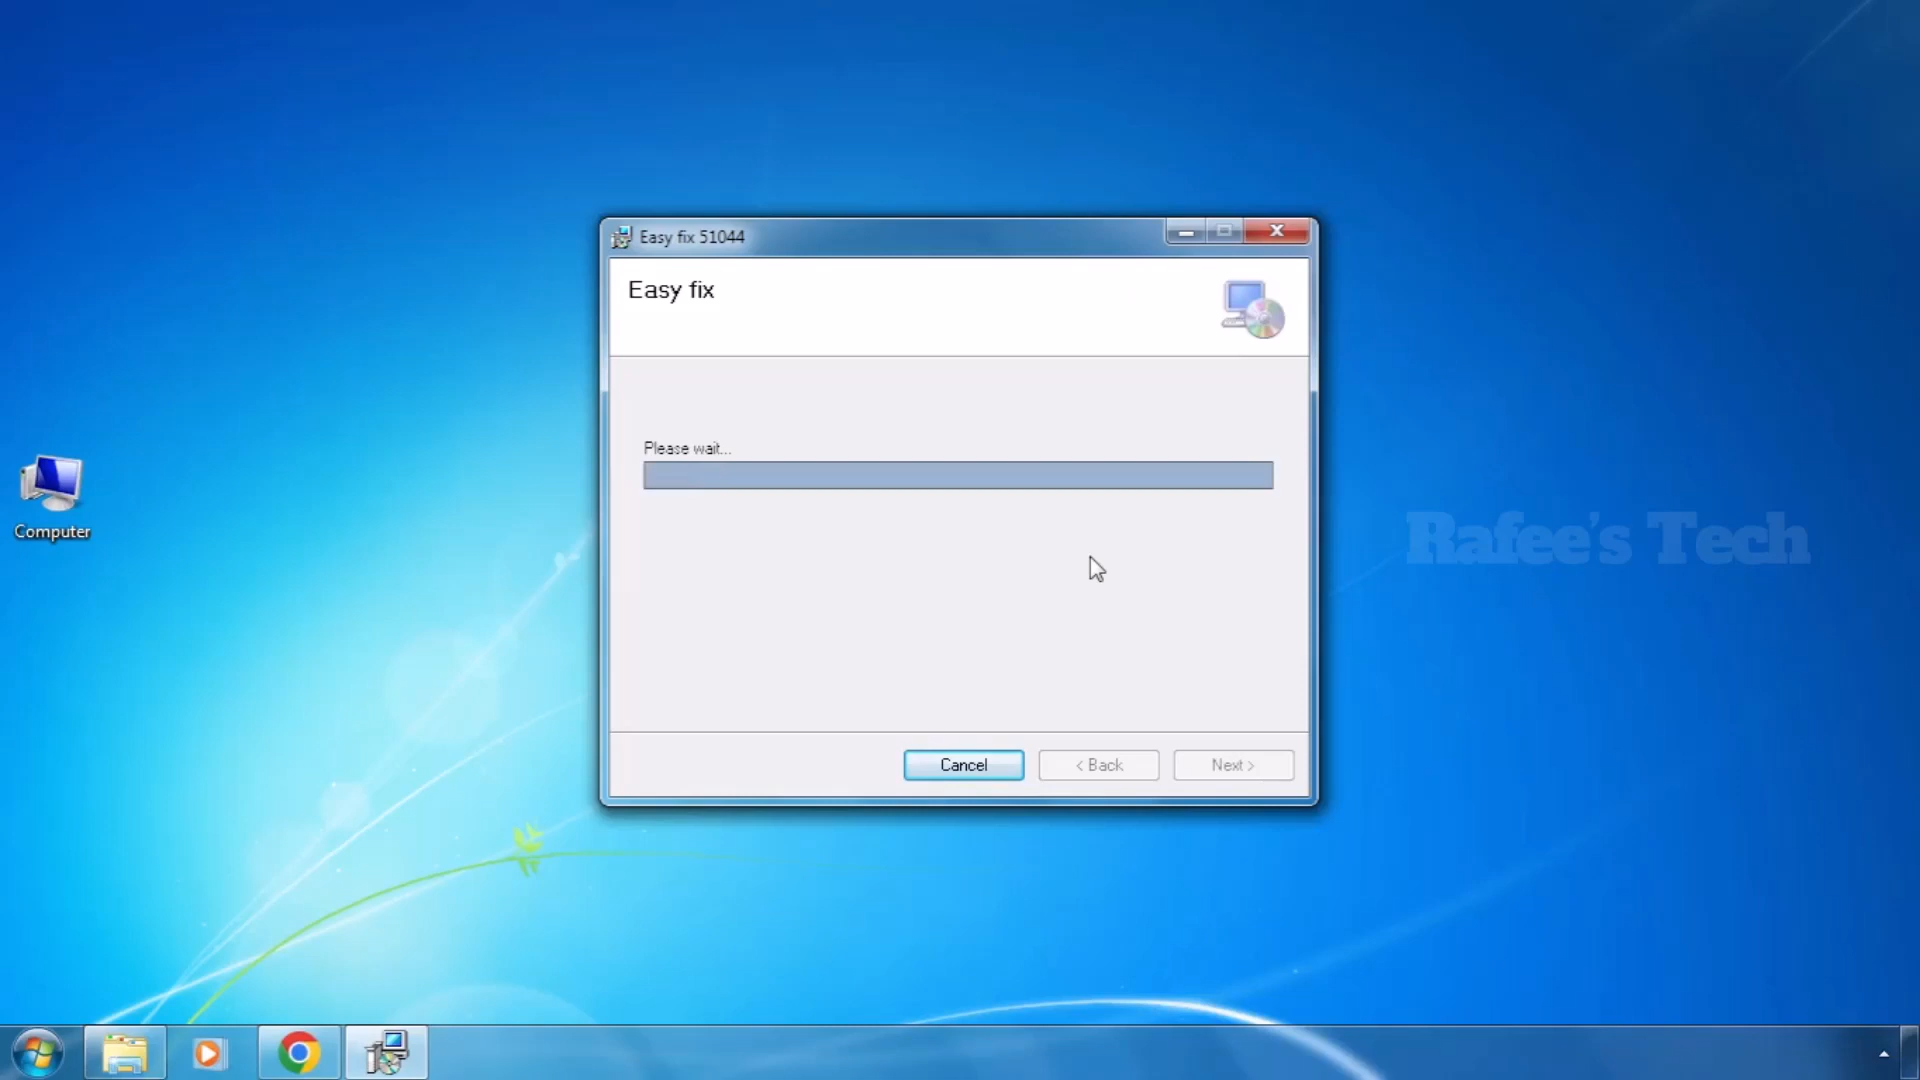 Easy fix 51044
Easy fix
Please wait...
Computer
Rafee's Tech
Cancel
< Back
Next >